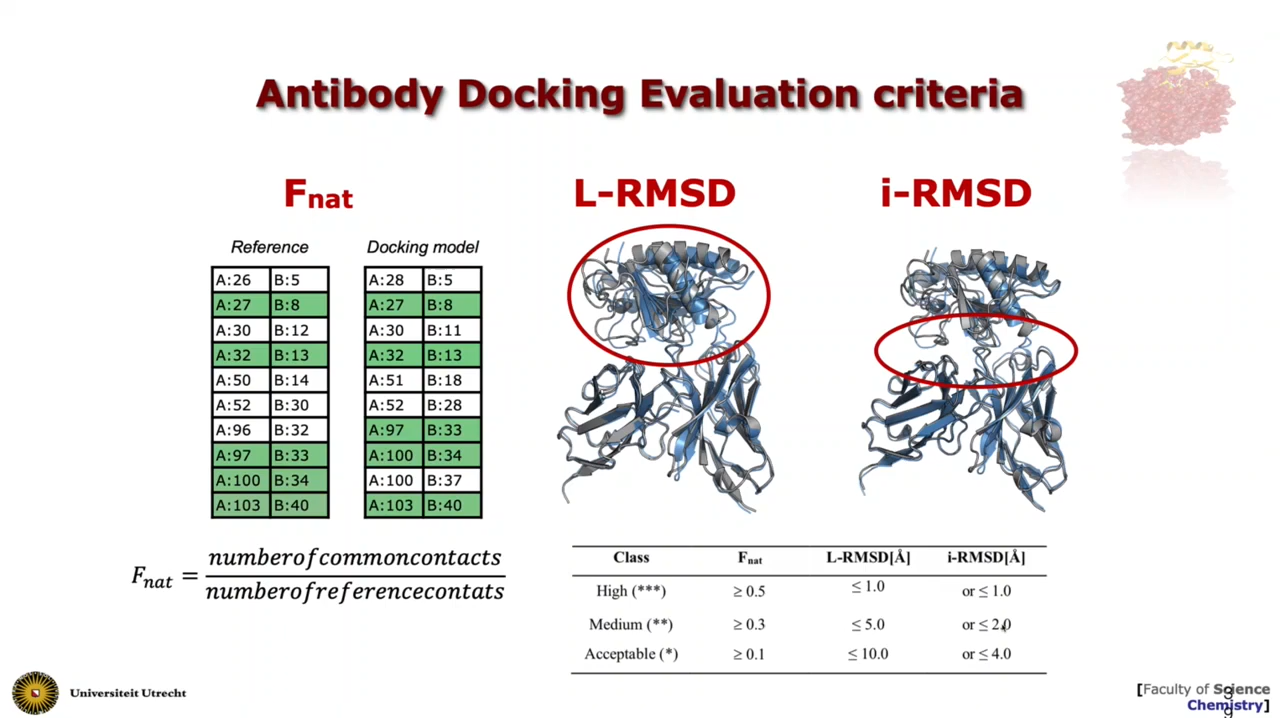 Antibody Docking Evaluation criteria
Fnat
L-RMSD
i-RMSD
Reference
A:26 B:5
A:27 B:8
A:30 B:12
A:32 B:13
A:50 B:14
A:52 B:30
A:96 B:32
A:97 B:33
A:100 B:34
A:103 B:40
Docking model
A:28 B:5
A:27 B:8
A:30 B:11
A:32 B:13
A:51 B:18
A:52 B:28
A:97 B:33
A:100 B:34
A:100 B:37
A:103 B:40
Fnat = numberofcommoncontacts
numberofreferencecontats
Class Fnat L-RMSD[Å] i-RMSD[Å]
High (***) ≥ 0.5 ≤ 1.0 or ≤ 1.0
Medium (**) ≥ 0.3 ≤ 5.0 or ≤ 2.0
Acceptable (*) ≥ 0.1 ≤ 10.0 or ≤ 4.0
Universiteit Utrecht
[Faculty of Science
Chemistry]